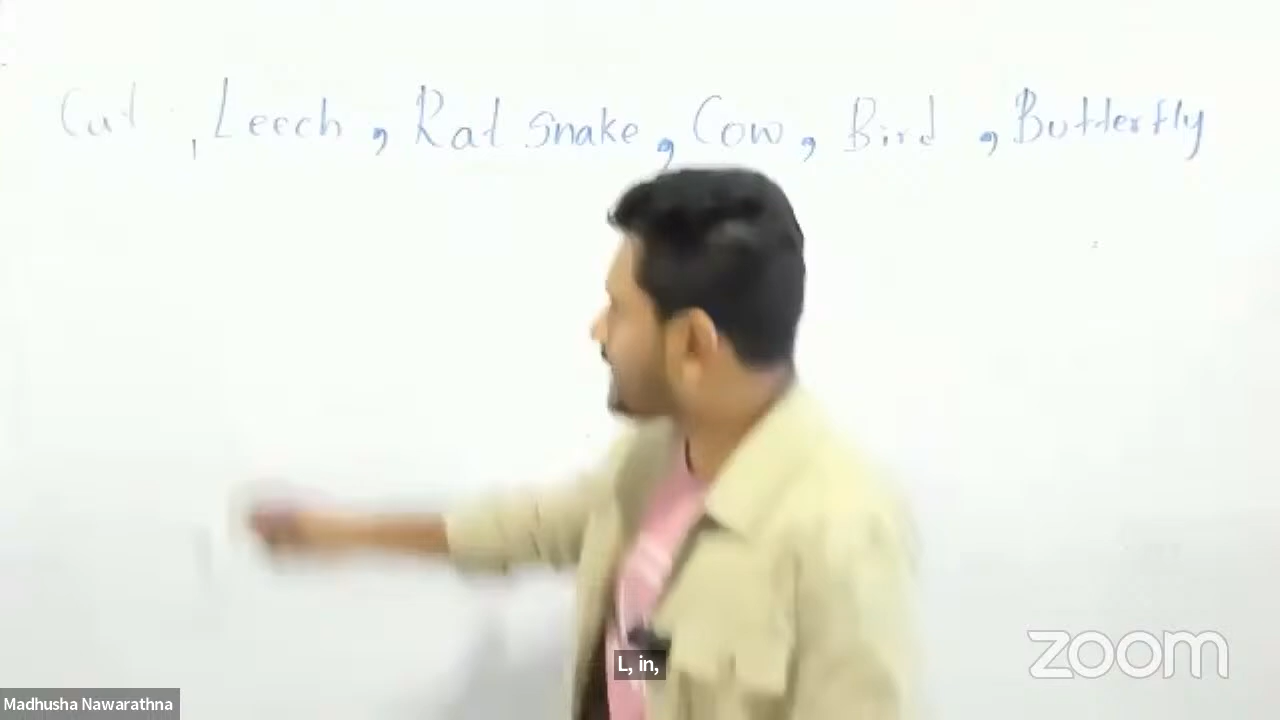 Cat , Leech , Rat snake , Cow , Bird , Butterfly
L, in,
zoom
Madhusha Nawarathna